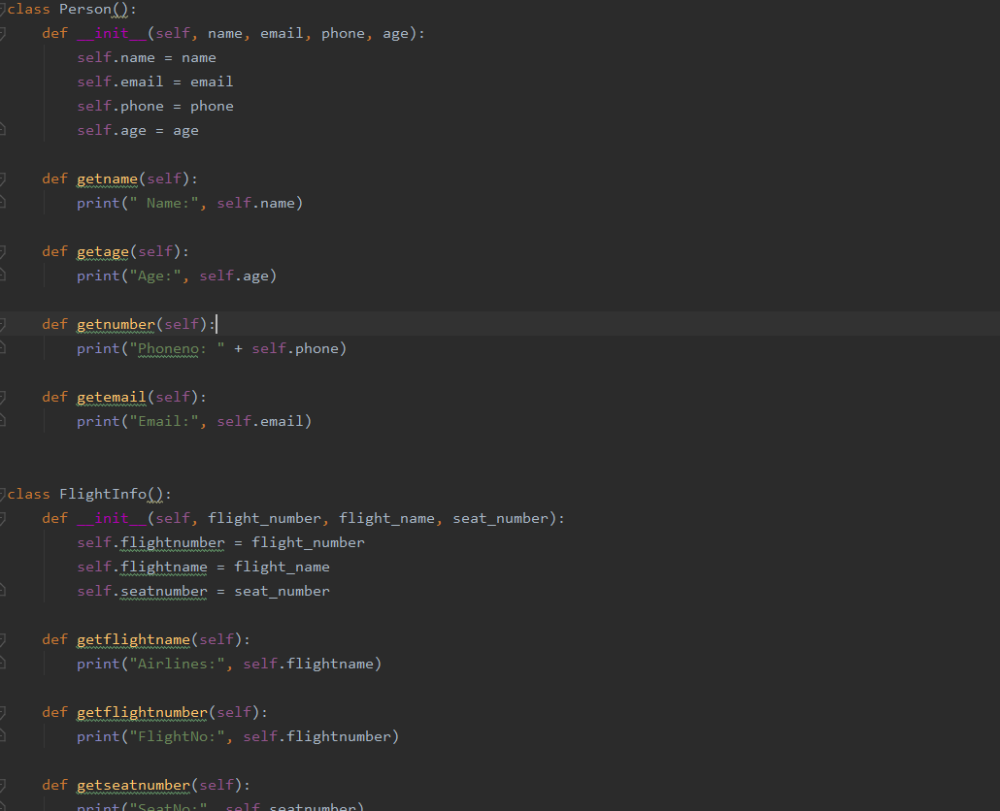 class Person():
    def __init__(self, name, email, phone, age):
        self.name = name
        self.email = email
        self.phone = phone
        self.age = age

    def getname(self):
        print(" Name:", self.name)

    def getage(self):
        print("Age:", self.age)

    def getnumber(self):
        print("Phoneno: " + self.phone)

    def getemail(self):
        print("Email:", self.email)


class FlightInfo():
    def __init__(self, flight_number, flight_name, seat_number):
        self.flightnumber = flight_number
        self.flightname = flight_name
        self.seatnumber = seat_number

    def getflightname(self):
        print("Airlines:", self.flightname)

    def getflightnumber(self):
        print("FlightNo:", self.flightnumber)

    def getseatnumber(self):
        print("SeatNo:", self.seatnumber)